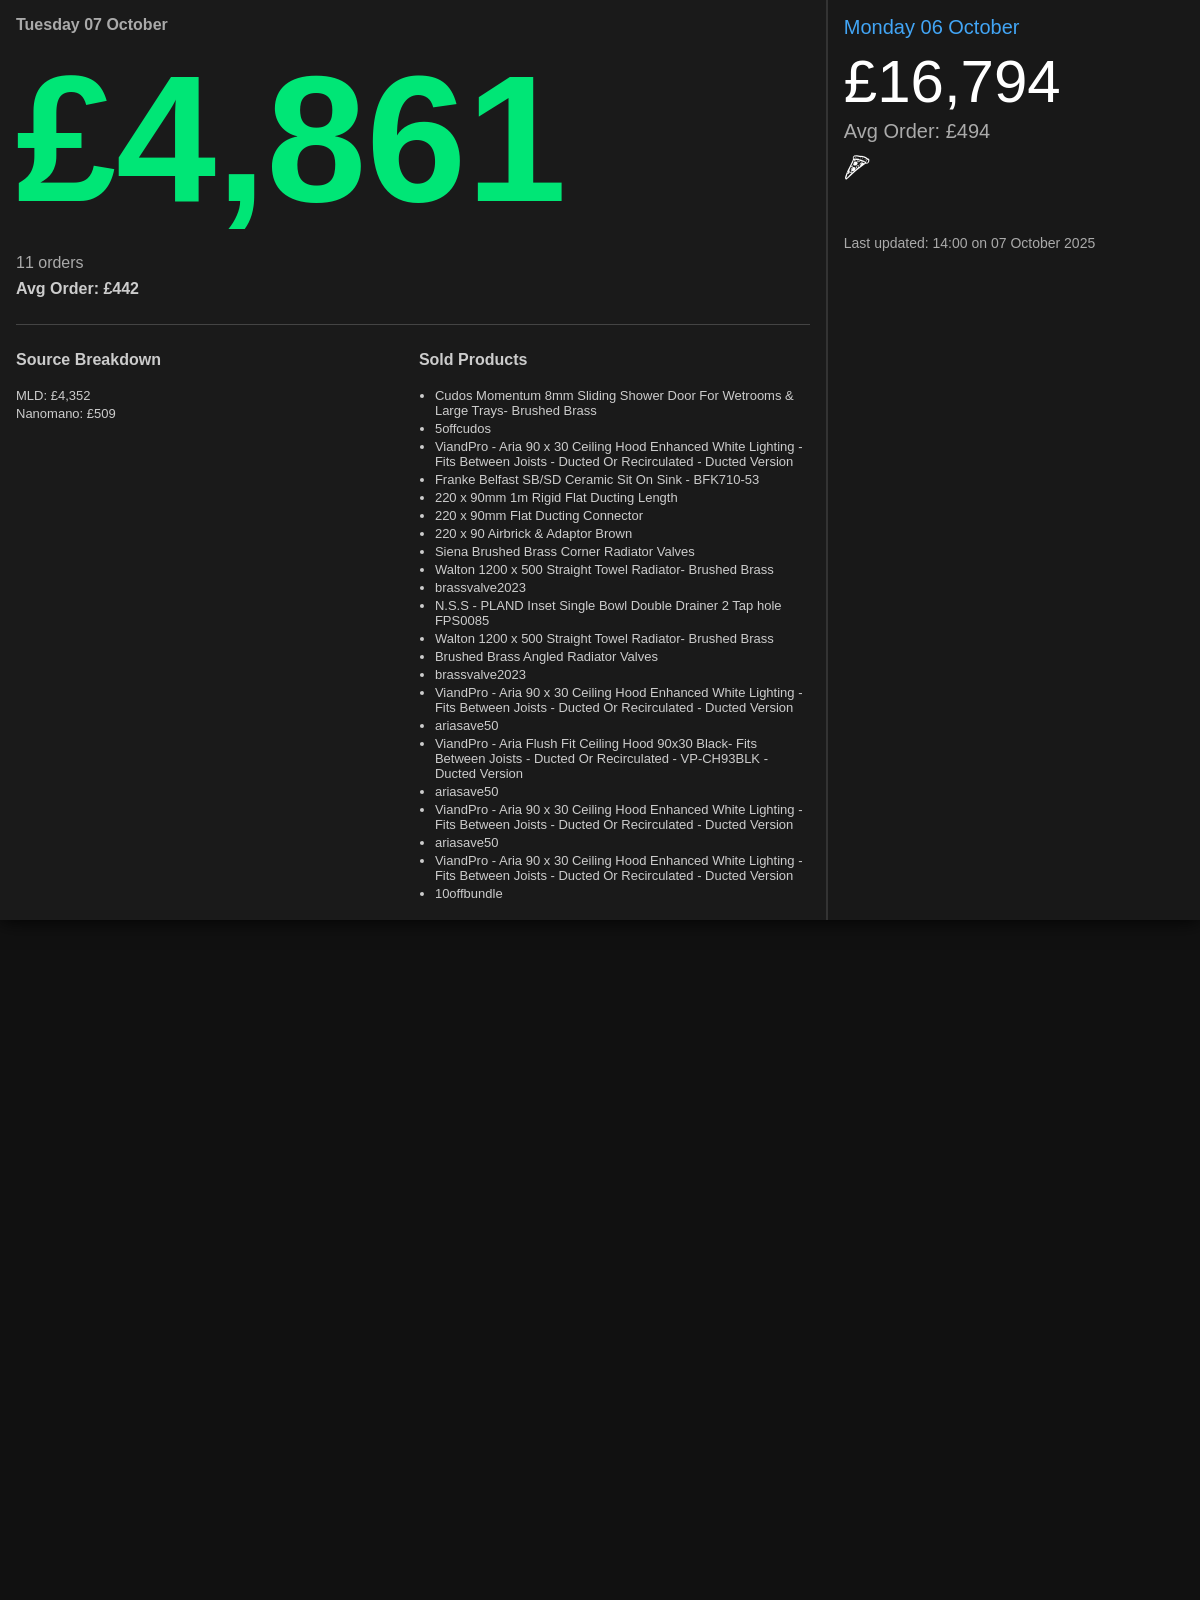 Tuesday 07 October
£4,861
11 orders
Avg Order: £442
Source Breakdown
MLD: £4,352
Nanomano: £509
Sold Products
Cudos Momentum 8mm Sliding Shower Door For Wetrooms &
Large Trays- Brushed Brass
5offcudos
ViandPro - Aria 90 x 30 Ceiling Hood Enhanced White Lighting -
Fits Between Joists - Ducted Or Recirculated - Ducted Version
Franke Belfast SB/SD Ceramic Sit On Sink - BFK710-53
220 x 90mm 1m Rigid Flat Ducting Length
220 x 90mm Flat Ducting Connector
220 x 90 Airbrick & Adaptor Brown
Siena Brushed Brass Corner Radiator Valves
Walton 1200 x 500 Straight Towel Radiator- Brushed Brass
brassvalve2023
N.S.S - PLAND Inset Single Bowl Double Drainer 2 Tap hole
FPS0085
Walton 1200 x 500 Straight Towel Radiator- Brushed Brass
Brushed Brass Angled Radiator Valves
brassvalve2023
ViandPro - Aria 90 x 30 Ceiling Hood Enhanced White Lighting -
Fits Between Joists - Ducted Or Recirculated - Ducted Version
ariasave50
ViandPro - Aria Flush Fit Ceiling Hood 90x30 Black- Fits
Between Joists - Ducted Or Recirculated - VP-CH93BLK -
Ducted Version
ariasave50
ViandPro - Aria 90 x 30 Ceiling Hood Enhanced White Lighting -
Fits Between Joists - Ducted Or Recirculated - Ducted Version
ariasave50
ViandPro - Aria 90 x 30 Ceiling Hood Enhanced White Lighting -
Fits Between Joists - Ducted Or Recirculated - Ducted Version
10offbundle
Monday 06 October
£16,794
Avg Order: £494
Last updated: 14:00 on 07 October 2025